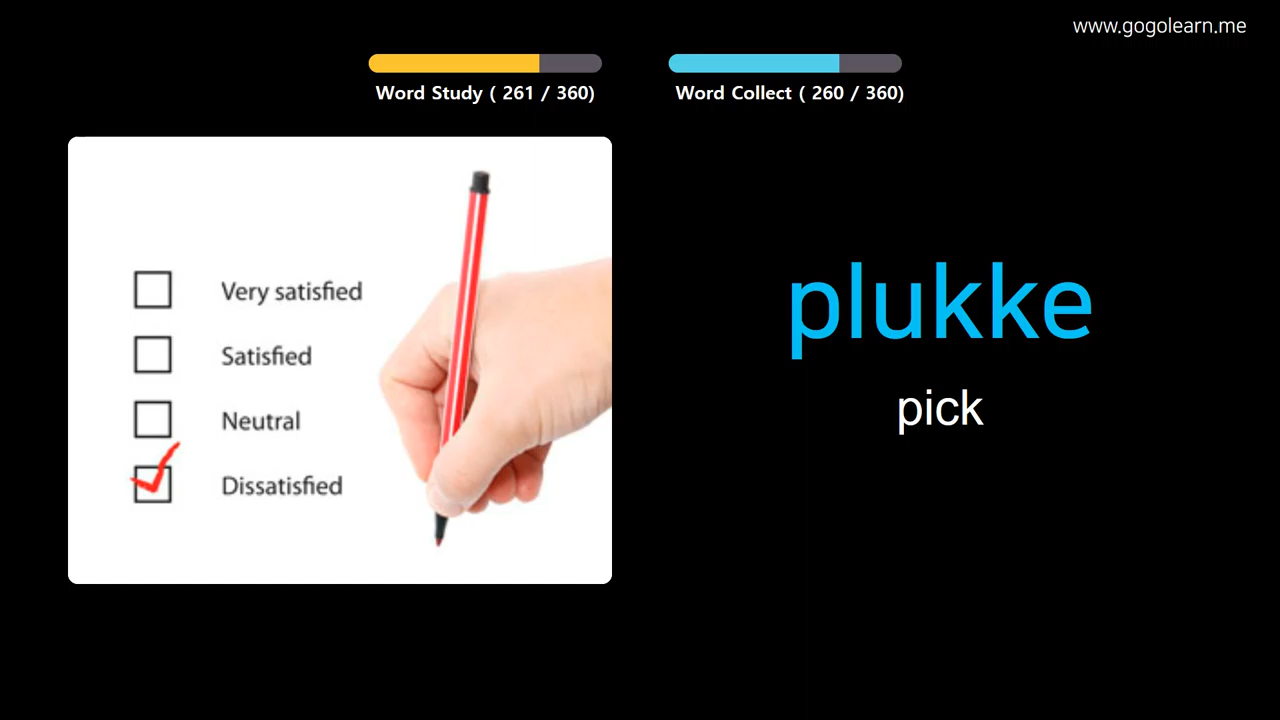 www.gogolearn.me
Word Study ( 261 / 360)
Word Collect ( 260 / 360)
Very satisfied
Satisfied
Neutral
Dissatisfied
plukke
pick